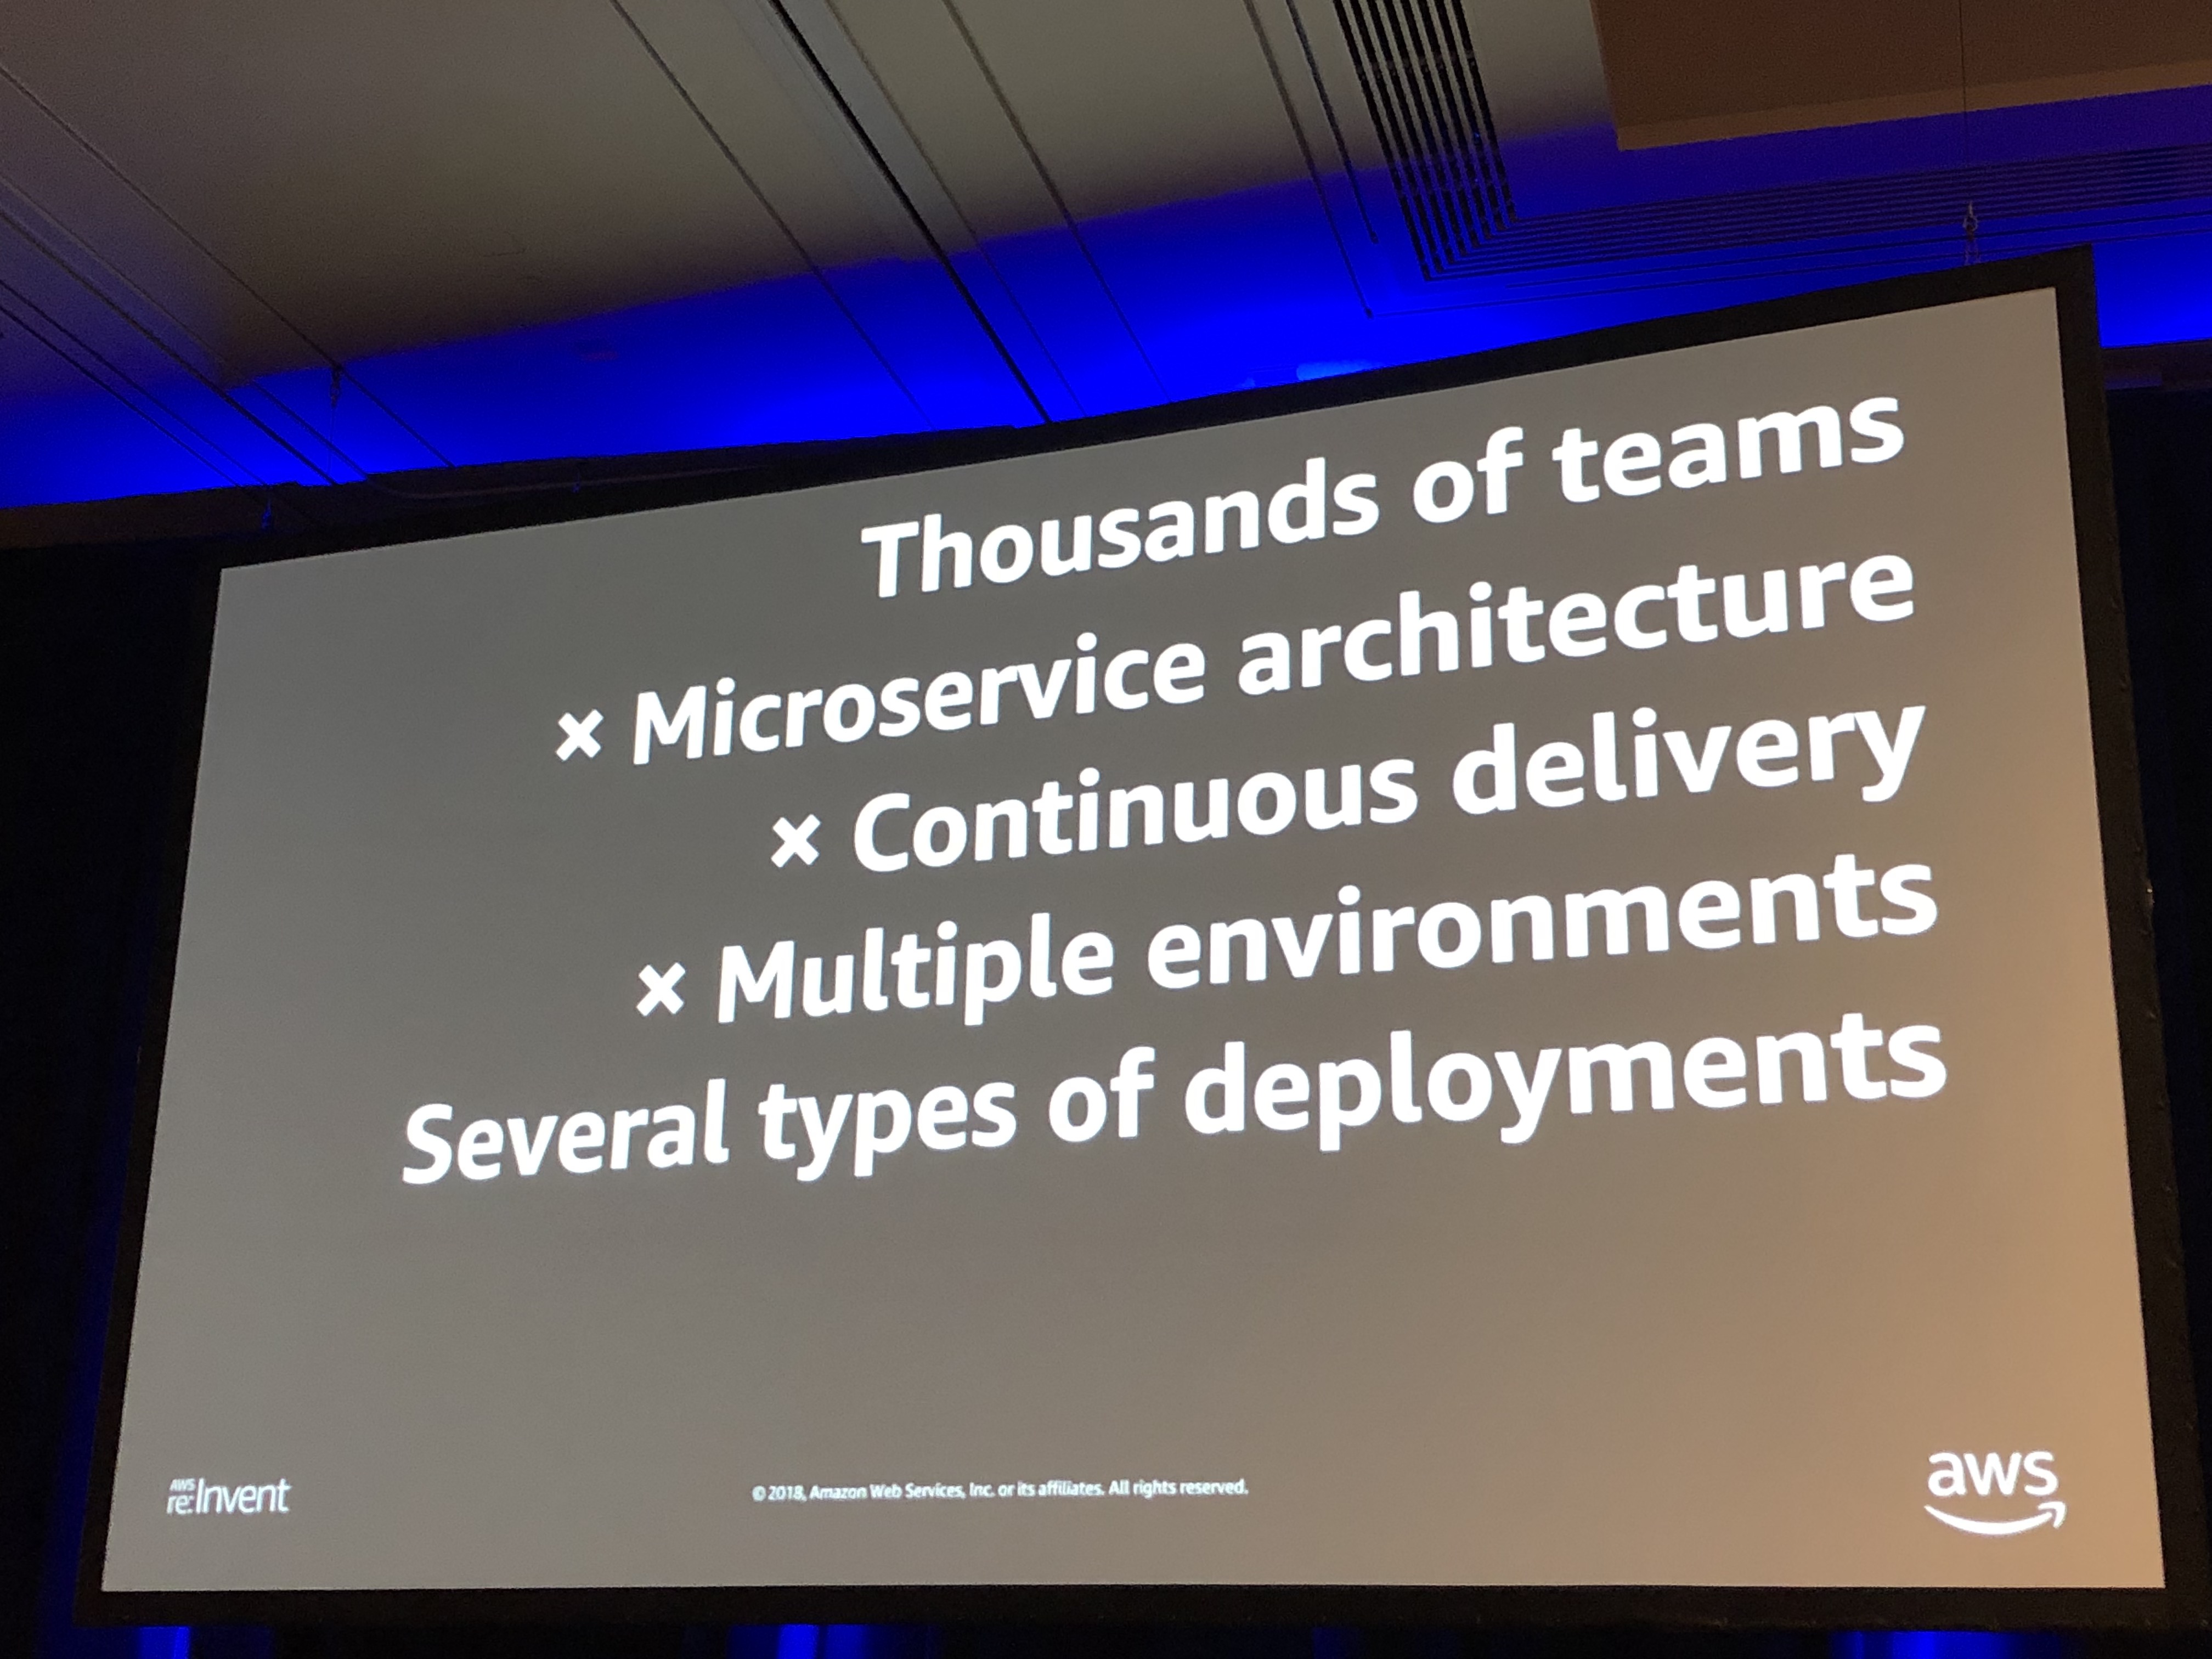 Thousands of teams
× Microservice architecture
× Continuous delivery
× Multiple environments
Several types of deployments
AWS
re:Invent
© 2018, Amazon Web Services, Inc. or its affiliates. All rights reserved.
aws